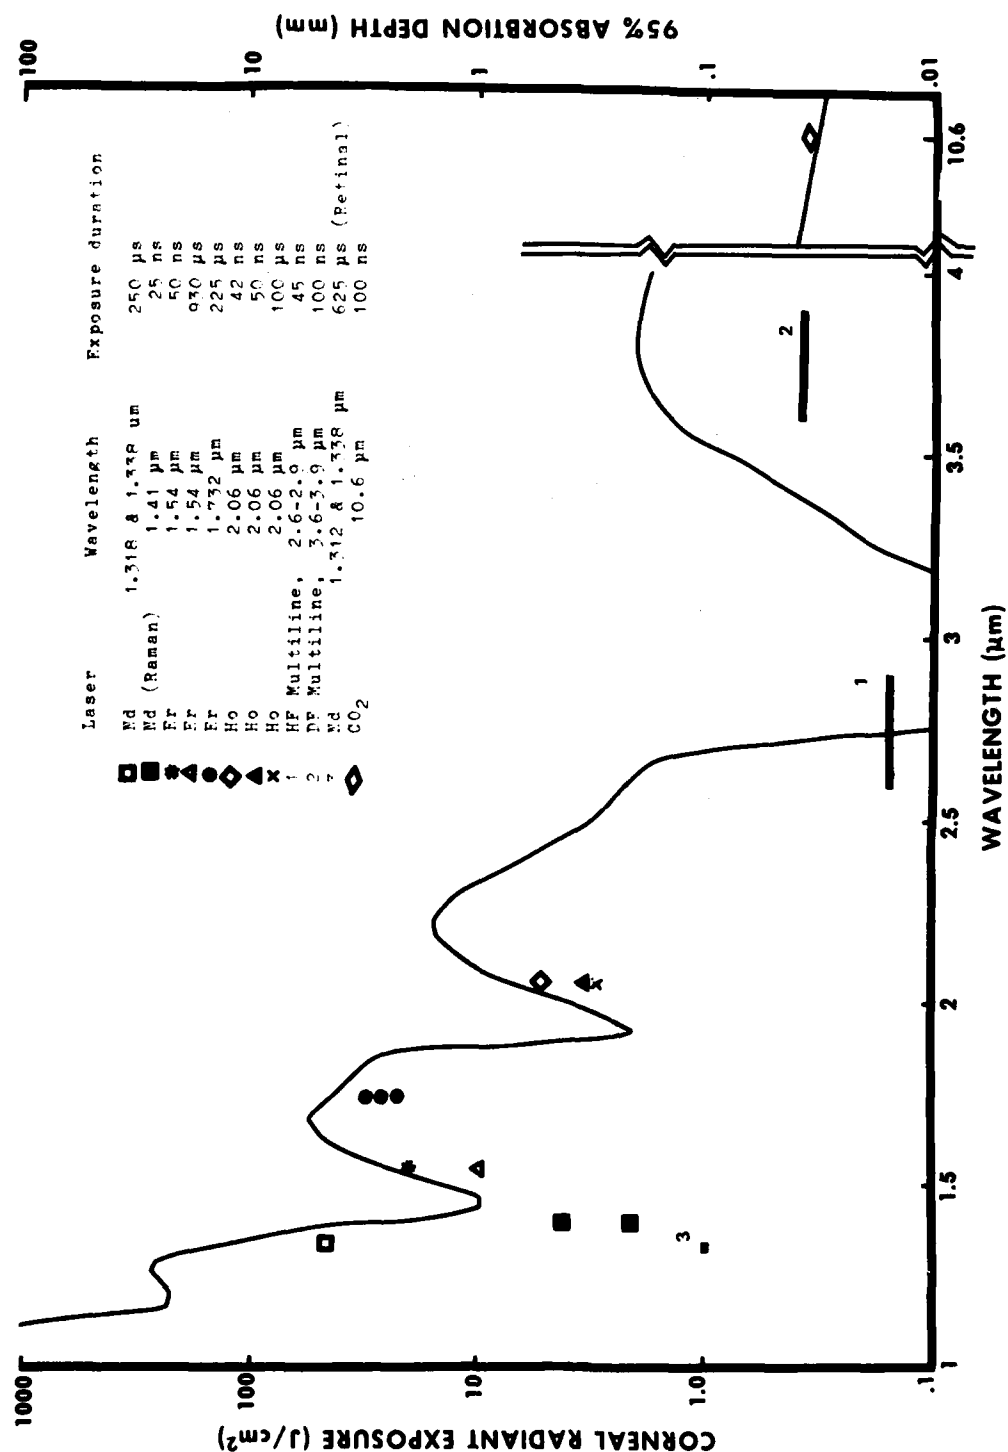 Laser Wavelength Exposure duration
Nd 1.318 & 1.338 um 250 µs
Nd (Raman) 1.41 µm 25 ns
Er 1.54 µm 50 ns
Er 1.54 µm 930 µs
Er 1.732 µm 225 µs
Ho 2.06 µm 42 ns
Ho 2.06 µm 50 ns
Ho 2.06 µm 100 µs
1 HF Multiline, 2.6-2.9 µm 45 ns
2 DF Multiline, 3.6-3.9 µm 100 ns
3 Nd 1.312 & 1.338 µm 625 µs (Retinal)
CO2 10.6 µm 100 ns
CORNEAL RADIANT EXPOSURE (J/cm²)
1000
100
10
1.0
.1
95% ABSORBTION DEPTH (mm)
100
10
1
.1
.01
3
1
2
1 1.5 2 2.5 3 3.5 4 10.6
WAVELENGTH (µm)